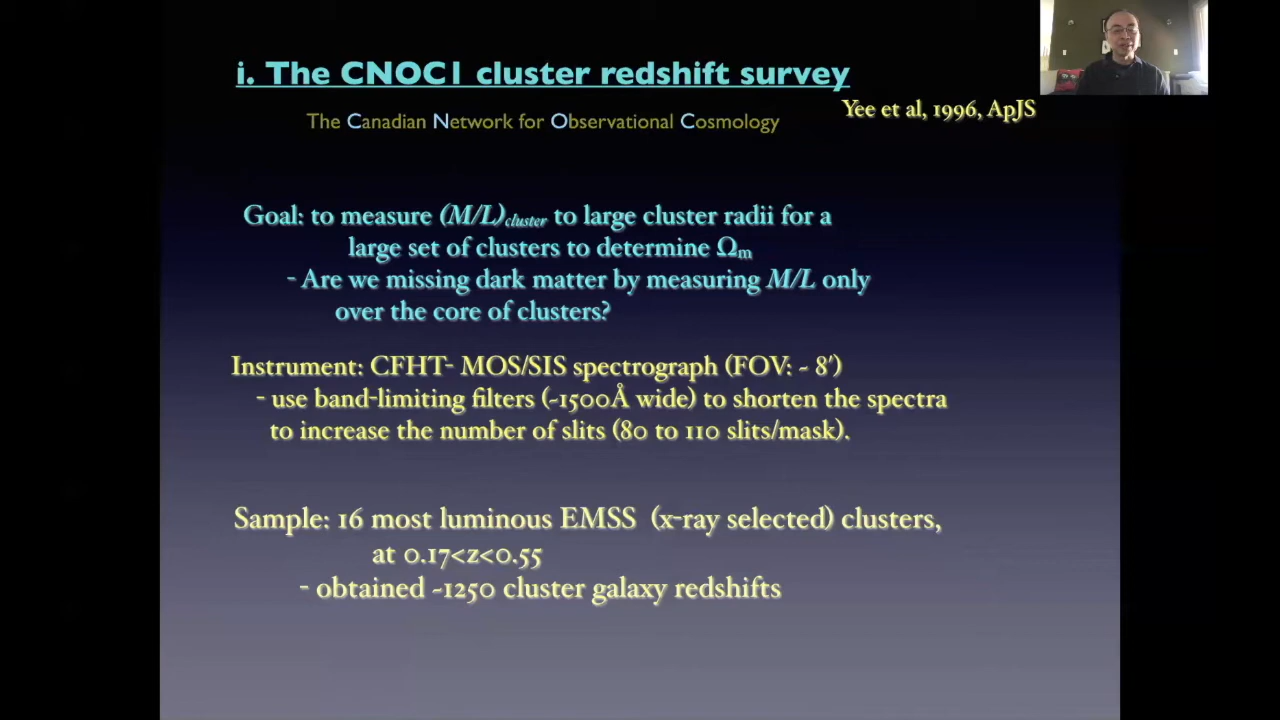 i. The CNOC1 cluster redshift survey
The Canadian Network for Observational Cosmology
Yee et al, 1996, ApJS
Goal: to measure (M/L)cluster to large cluster radii for a
large set of clusters to determine Ωm
- Are we missing dark matter by measuring M/L only
over the core of clusters?
Instrument: CFHT- MOS/SIS spectrograph (FOV: ~ 8')
- use band-limiting filters (~1500Å wide) to shorten the spectra
to increase the number of slits (80 to 110 slits/mask).
Sample: 16 most luminous EMSS (x-ray selected) clusters,
at 0.17<z<0.55
- obtained ~1250 cluster galaxy redshifts